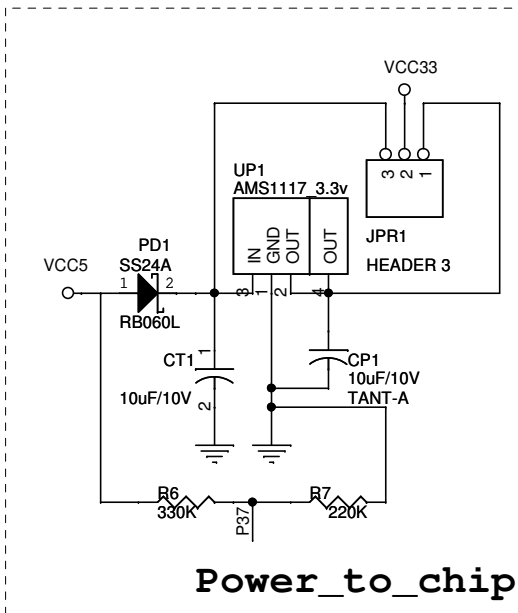 VCC33
3
2
1
JPR1
HEADER 3
UP1
AMS1117_3.3v
IN
GND
OUT
OUT
3
1
2
4
PD1
SS24A
VCC5
1
2
RB060L
CT1
1
10uF/10V
2
CP1
10uF/10V
TANT-A
R6
330K
P37
R7
220K
Power_to_chip